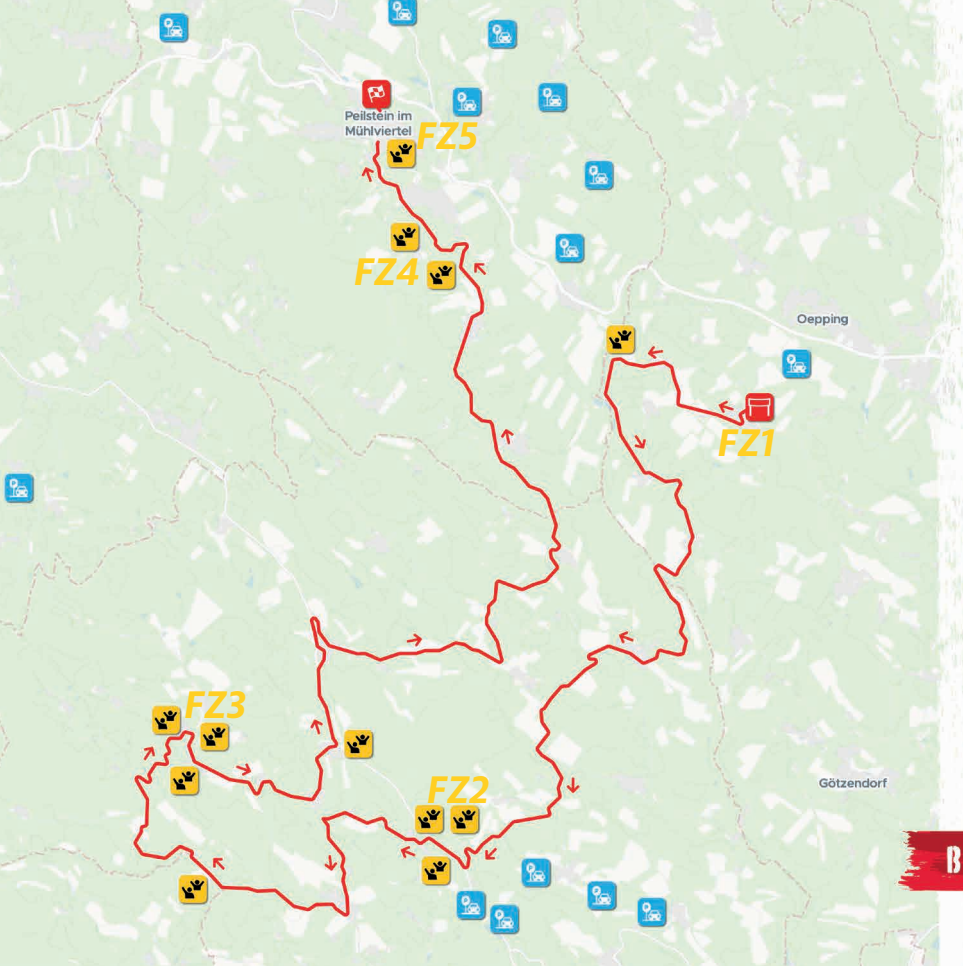 Peilstein im
Mühlviertel
FZ5
FZ4
Oepping
FZ1
FZ3
FZ2
Götzendorf
B